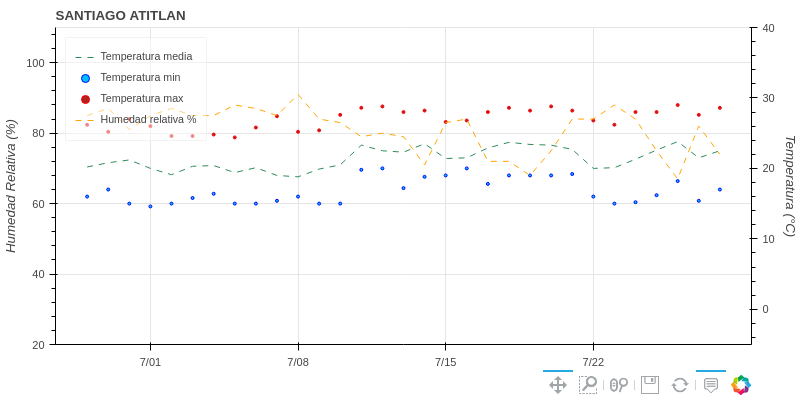 SANTIAGO ATITLAN
Temperatura media
Temperatura min
Temperatura max
Humedad relativa %
Humedad Relativa (%)
100
80
60
40
20
40
30
20
10
0
Temperatura (°C)
7/01
7/08
7/15
7/22